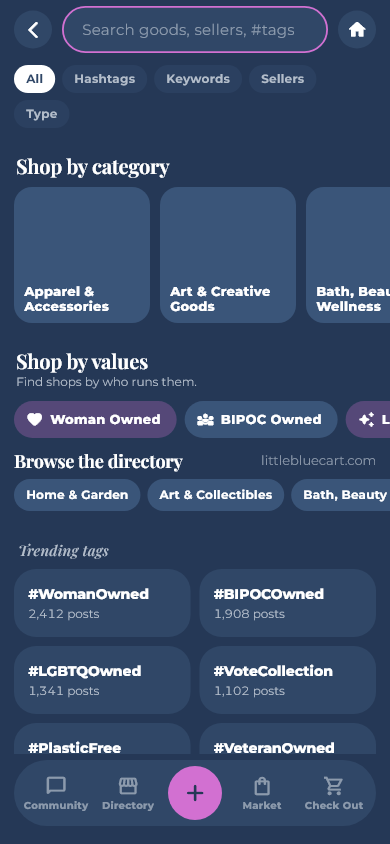 Search goods, sellers, #tags
All
Hashtags
Keywords
Sellers
Type
Shop by category
Apparel &
Accessories
Art & Creative
Goods
Bath, Beau
Wellness
Shop by values
Find shops by who runs them.
Woman Owned
BIPOC Owned
L
Browse the directory
littlebluecart.com
Home & Garden
Art & Collectibles
Bath, Beauty
Trending tags
#WomanOwned
2,412 posts
#BIPOCOwned
1,908 posts
#LGBTQOwned
1,341 posts
#VoteCollection
1,102 posts
#PlasticFree
#VeteranOwned
Community
Directory
Market
Check Out